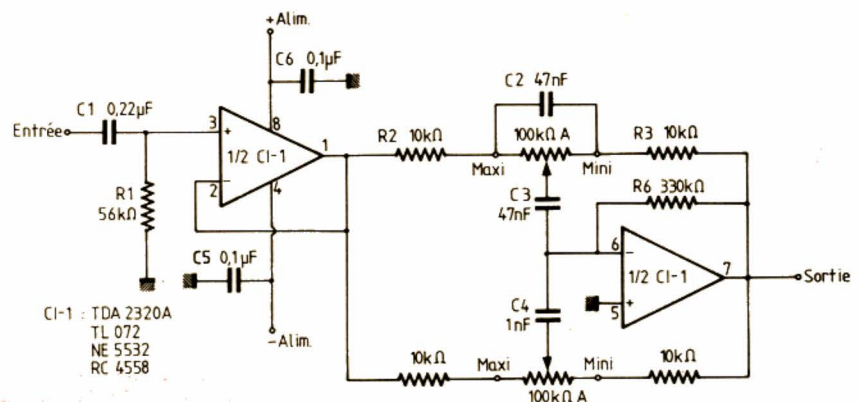 +Alim.
C6 0,1µF
C2 47nF
C1 0,22µF
Entrée
3
+
8
1/2 CI-1
1
2
−
4
R2 10kΩ
100kΩ A
R3 10kΩ
Maxi
Mini
R1
56kΩ
C3
47nF
R6 330kΩ
C5 0,1µF
6
−
1/2 CI-1
7
Sortie
+
5
C4
1nF
CI-1 : TDA 2320A
TL 072
NE 5532
RC 4558
−Alim.
10kΩ
Maxi
Mini
10kΩ
100kΩ A